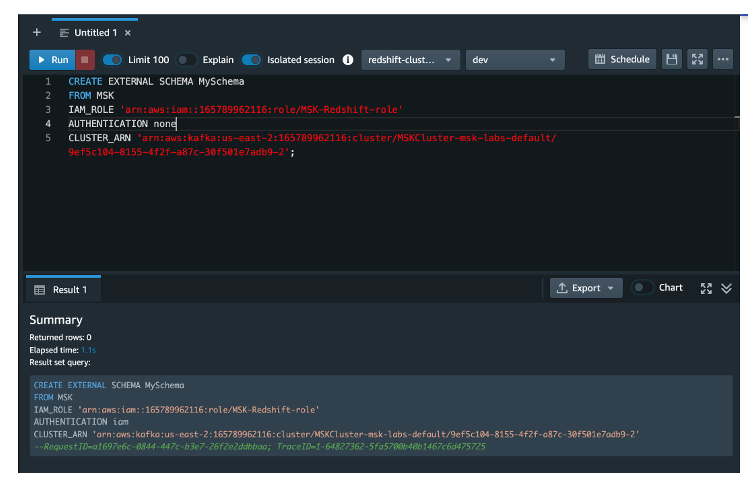 + Untitled 1 ×
Run Limit 100 Explain Isolated session i redshift-clust... dev Schedule ...
1 CREATE EXTERNAL SCHEMA MySchema
2 FROM MSK
3 IAM_ROLE 'arn:aws:iam::165789962116:role/MSK-Redshift-role'
4 AUTHENTICATION none
5 CLUSTER_ARN 'arn:aws:kafka:us-east-2:165789962116:cluster/MSKCluster-msk-labs-default/
9ef5c104-8155-4f2f-a87c-30f501e7adb9-2';
Result 1 Export Chart
Summary
Returned rows: 0
Elapsed time: 1.1s
Result set query:
CREATE EXTERNAL SCHEMA MySchema
FROM MSK
IAM_ROLE 'arn:aws:iam::165789962116:role/MSK-Redshift-role'
AUTHENTICATION iam
CLUSTER_ARN 'arn:aws:kafka:us-east-2:165789962116:cluster/MSKCluster-msk-labs-default/9ef5c104-8155-4f2f-a87c-30f501e7adb9-2'
--RequestID=a1697e6c-0844-447c-b3e7-26f2e2ddbbaa; TraceID=1-64827362-5fa5700b40b1467c6d475725